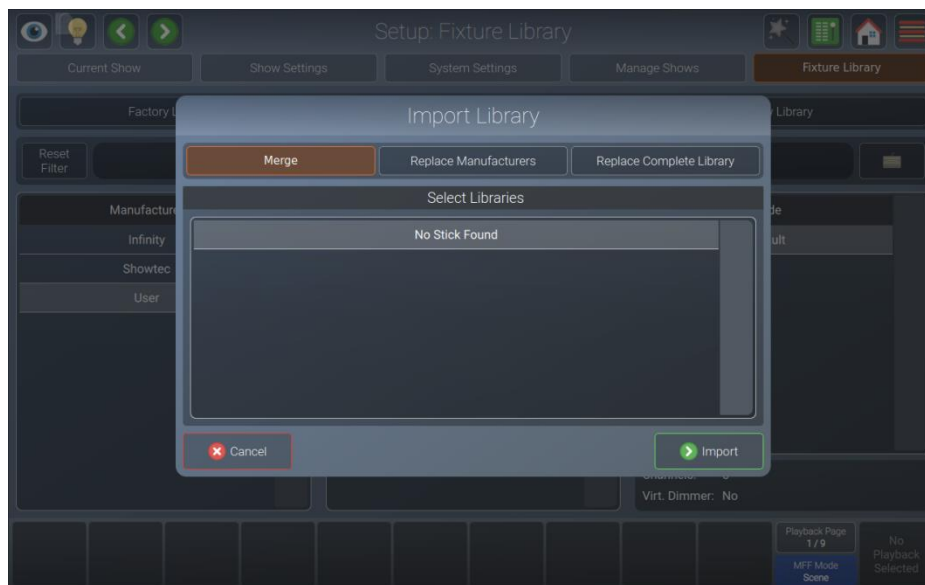 Setup: Fixture Library
Current Show
Show Settings
System Settings
Manage Shows
Fixture Library
Factory L
Library
Import Library
Reset
Filter
Merge
Replace Manufacturers
Replace Complete Library
Select Libraries
Manufacture
de
No Stick Found
Infinity
ult
Showtec
User
Cancel
Import
Virt. Dimmer: No
Playback Page
1 / 9
MFF Mode
Scene
No
Playback
Selected